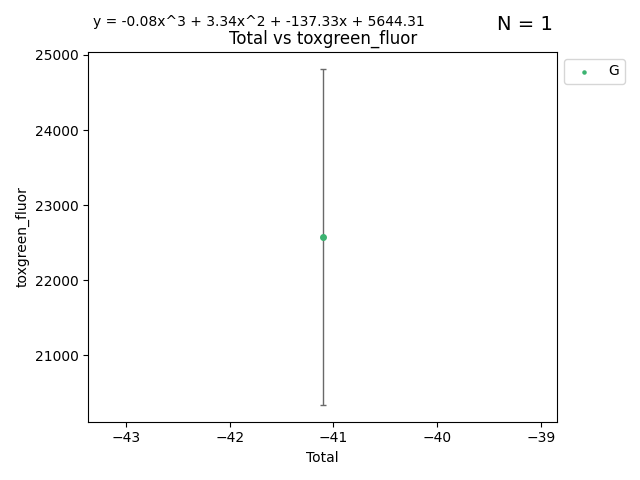 y = -0.08x^3 + 3.34x^2 + -137.33x + 5644.31
N = 1
Total vs toxgreen_fluor
G
25000
24000
23000
22000
21000
toxgreen_fluor
−43
−42
−41
−40
−39
Total